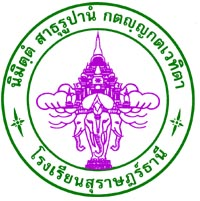 นิมิตฺตํ สาธุรูปานํ กตญฺญูกตเวทิตา
โรงเรียนสุราษฎร์ธานี